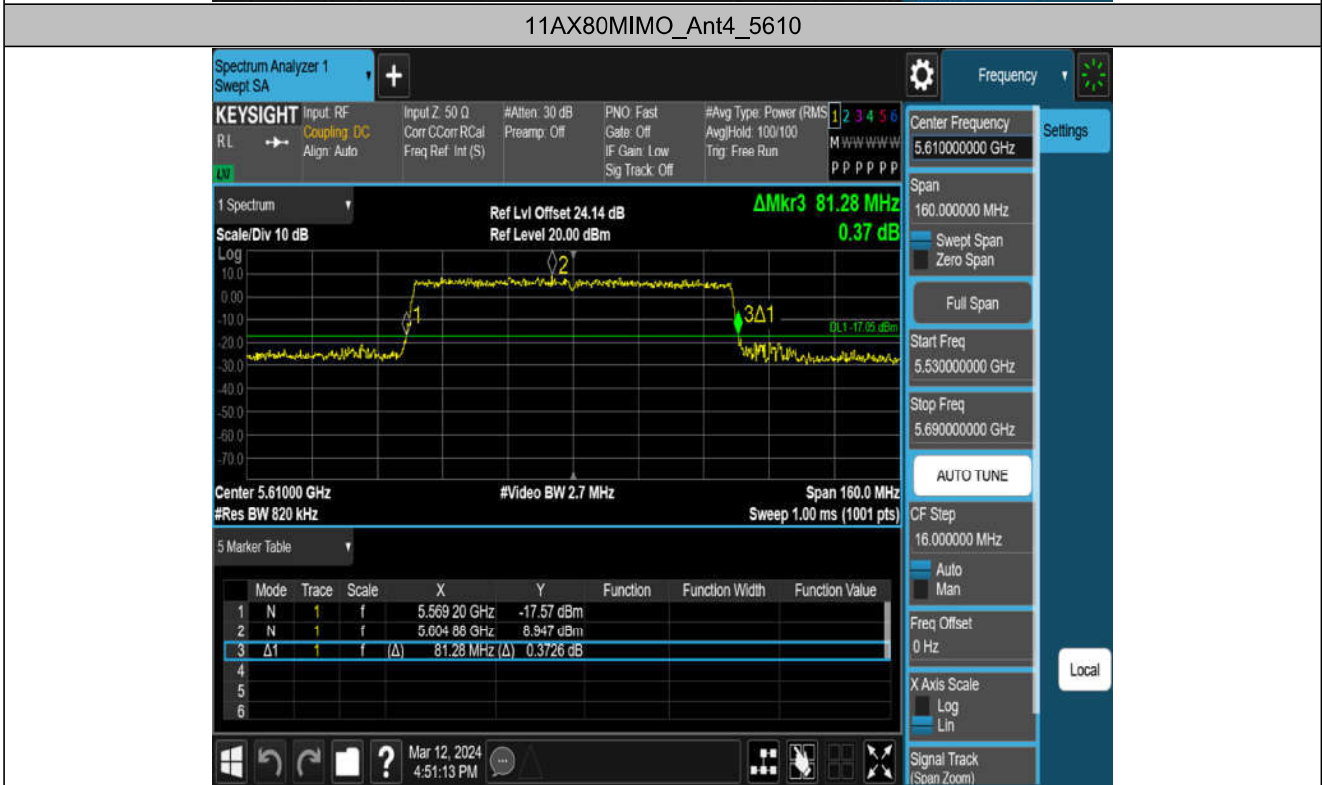 11AX80MIMO_Ant4_5610
Spectrum Analyzer 1
Swept SA
+
Frequency
KEYSIGHT
RL
LXI
Input: RF
Coupling: DC
Align: Auto
Input Z: 50 Ω
Corr CCorr RCal
Freq Ref: Int (S)
#Atten: 30 dB
Preamp: Off
PNO: Fast
Gate: Off
IF Gain: Low
Sig Track: Off
#Avg Type: Power (RMS
Avg|Hold: 100/100
Trig: Free Run
1 2 3 4 5 6
M W W W W W
P P P P P P
1 Spectrum
Scale/Div 10 dB
Ref Lvl Offset 24.14 dB
Ref Level 20.00 dBm
ΔMkr3 81.28 MHz
0.37 dB
Log
10.0
0.00
-10.0
-20.0
-30.0
-40.0
-50.0
-60.0
-70.0
1
2
3Δ1
DL1 -17.05 dBm
Center 5.61000 GHz
#Res BW 820 kHz
#Video BW 2.7 MHz
Span 160.0 MHz
Sweep 1.00 ms (1001 pts)
5 Marker Table
Mode Trace Scale X Y Function Function Width Function Value
1 N 1 f 5.569 20 GHz -17.57 dBm
2 N 1 f 5.604 88 GHz 8.947 dBm
3 Δ1 1 f (Δ) 81.28 MHz (Δ) 0.3726 dB
4
5
6
Mar 12, 2024
4:51:13 PM
?
Center Frequency
5.610000000 GHz
Settings
Span
160.000000 MHz
Swept Span
Zero Span
Full Span
Start Freq
5.530000000 GHz
Stop Freq
5.690000000 GHz
AUTO TUNE
CF Step
16.000000 MHz
Auto
Man
Freq Offset
0 Hz
Local
X Axis Scale
Log
Lin
Signal Track
(Span Zoom)